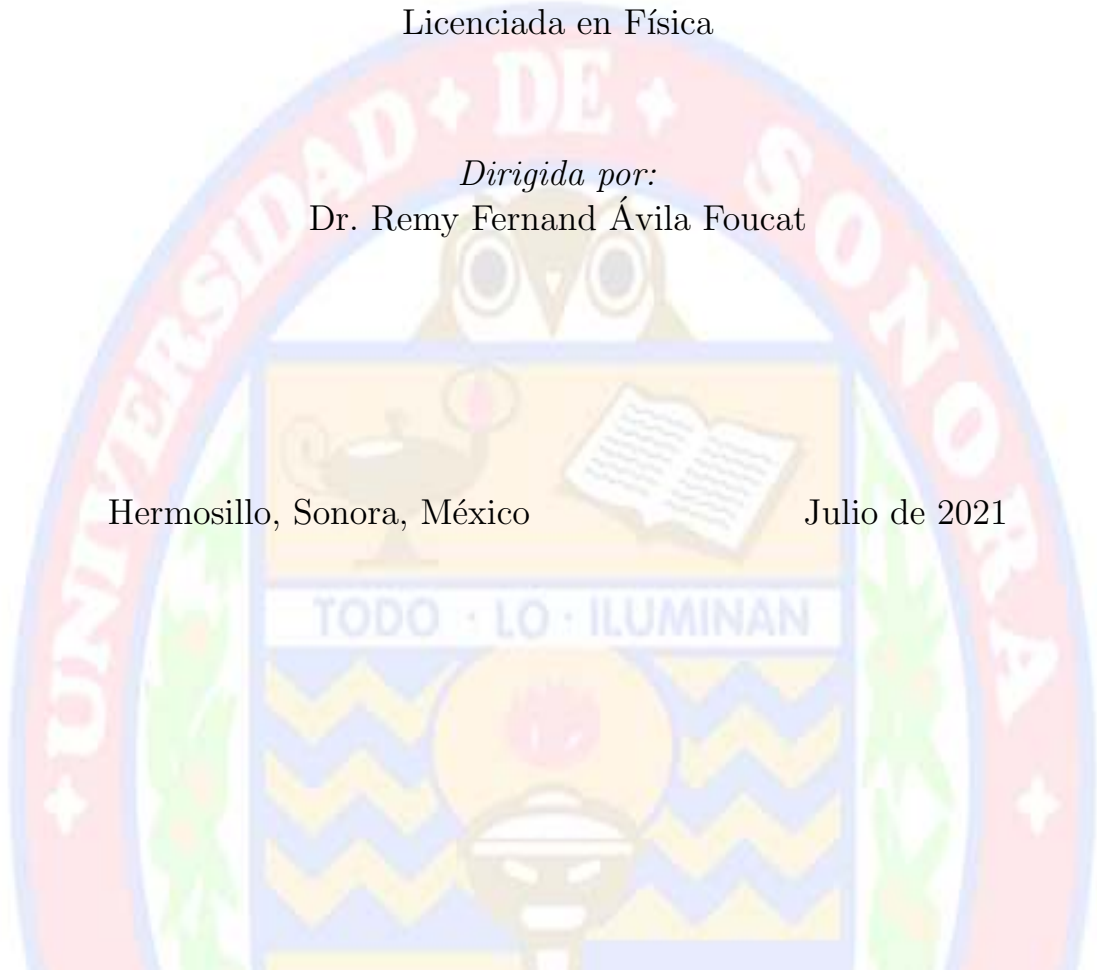 Licenciada en Física
UNIVERSIDAD DE SONORA
Dirigida por:
Dr. Remy Fernand Ávila Foucat
Hermosillo, Sonora, México Julio de 2021
TODO · LO · ILUMINAN